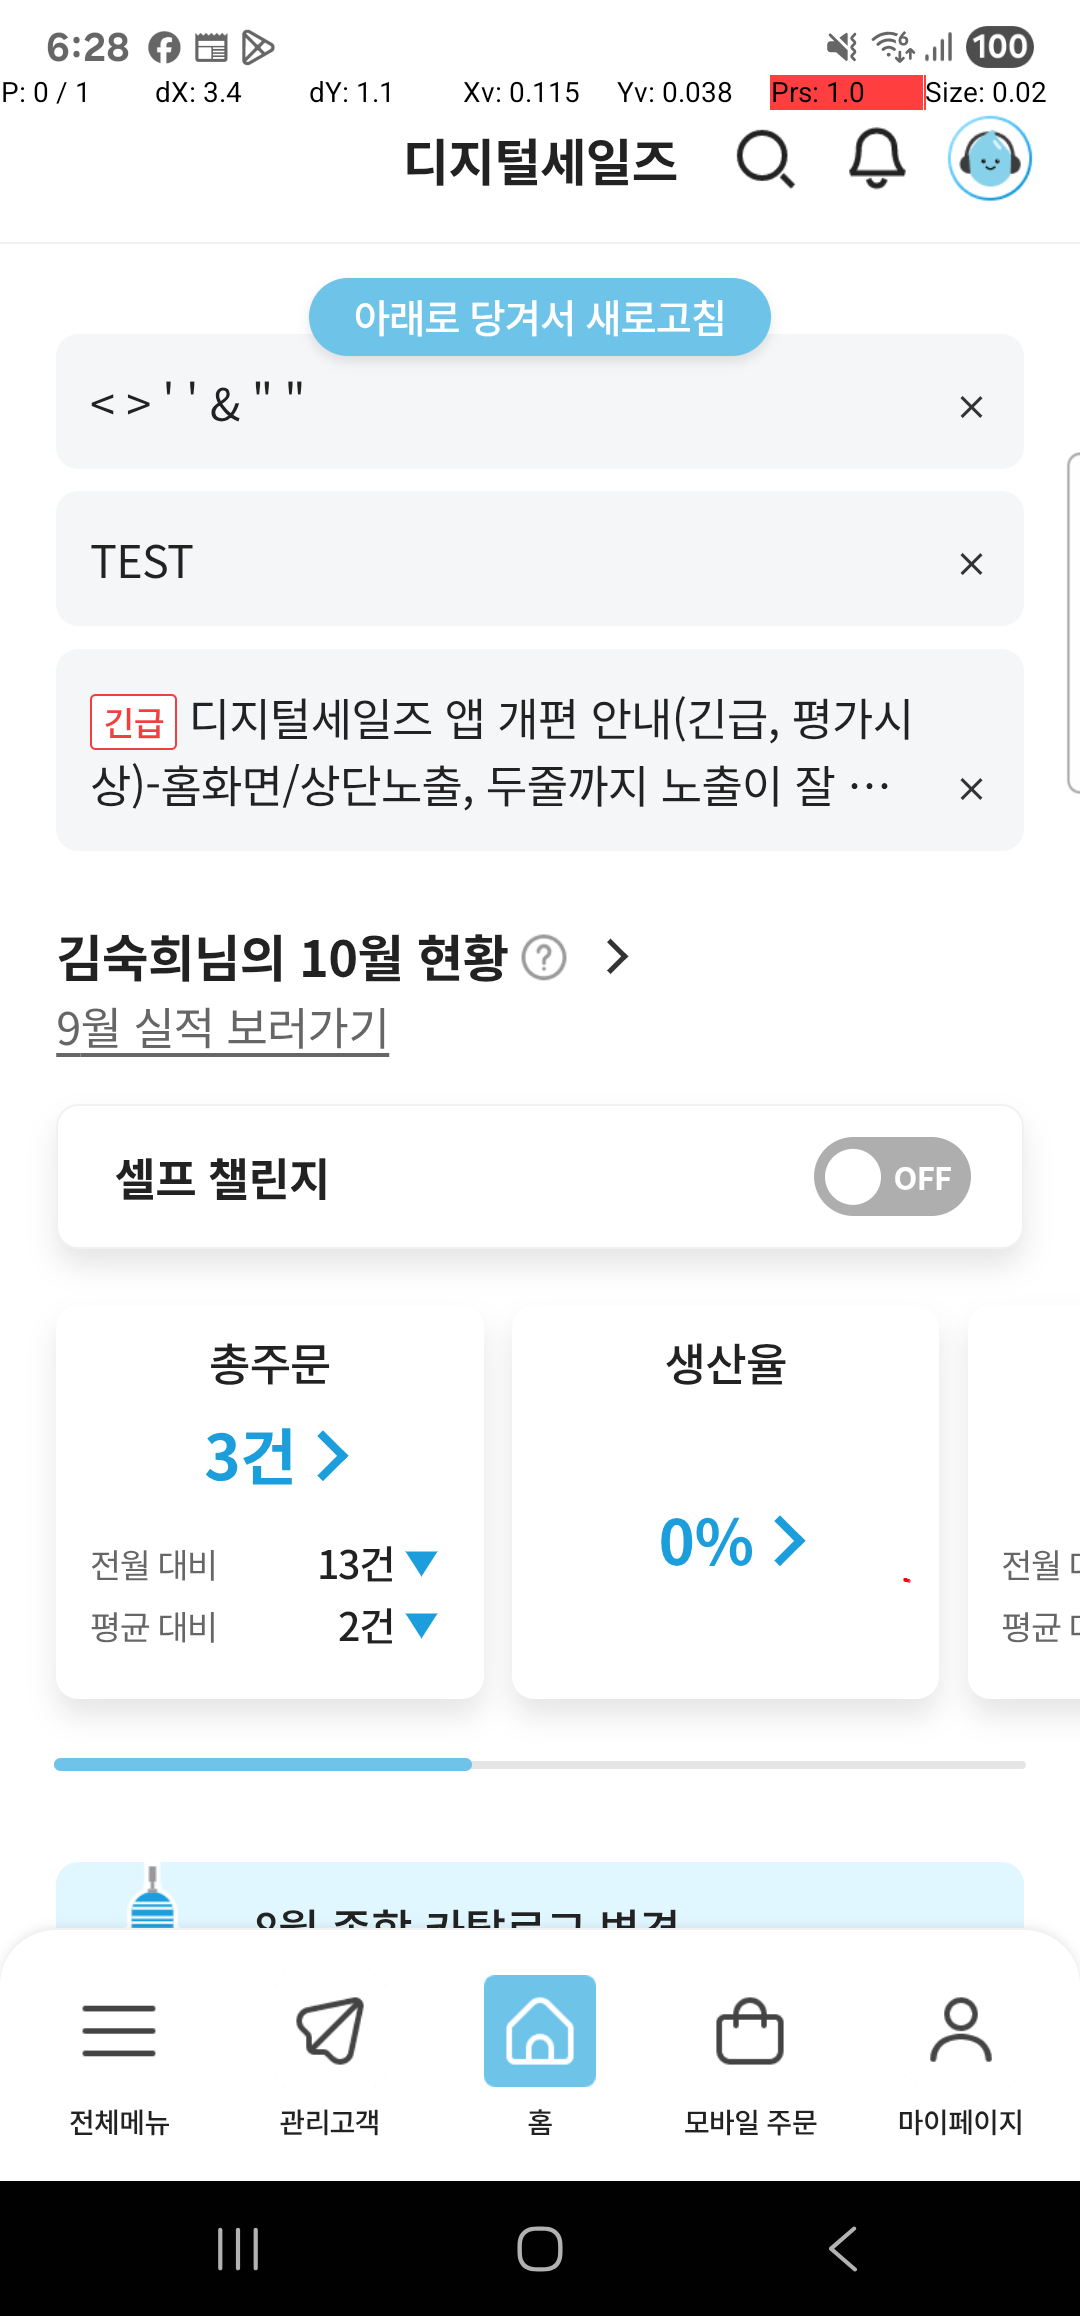 6:28 100
P: 0 / 1 dX: 3.4 dY: 1.1 Xv: 0.115 Yv: 0.038 Prs: 1.0 Size: 0.02
디지털세일즈
아래로 당겨서 새로고침
< > ' ' & " "
TEST
긴급 디지털세일즈 앱 개편 안내(긴급, 평가시
상)-홈화면/상단노출, 두줄까지 노출이 잘 ···
김숙희님의 10월 현황
9월 실적 보러가기
셀프 챌린지 OFF
총주문 생산율
3건
0%
전월 대비 13건 전월
평균 대비 2건 평균
전체메뉴 관리고객 홈 모바일 주문 마이페이지